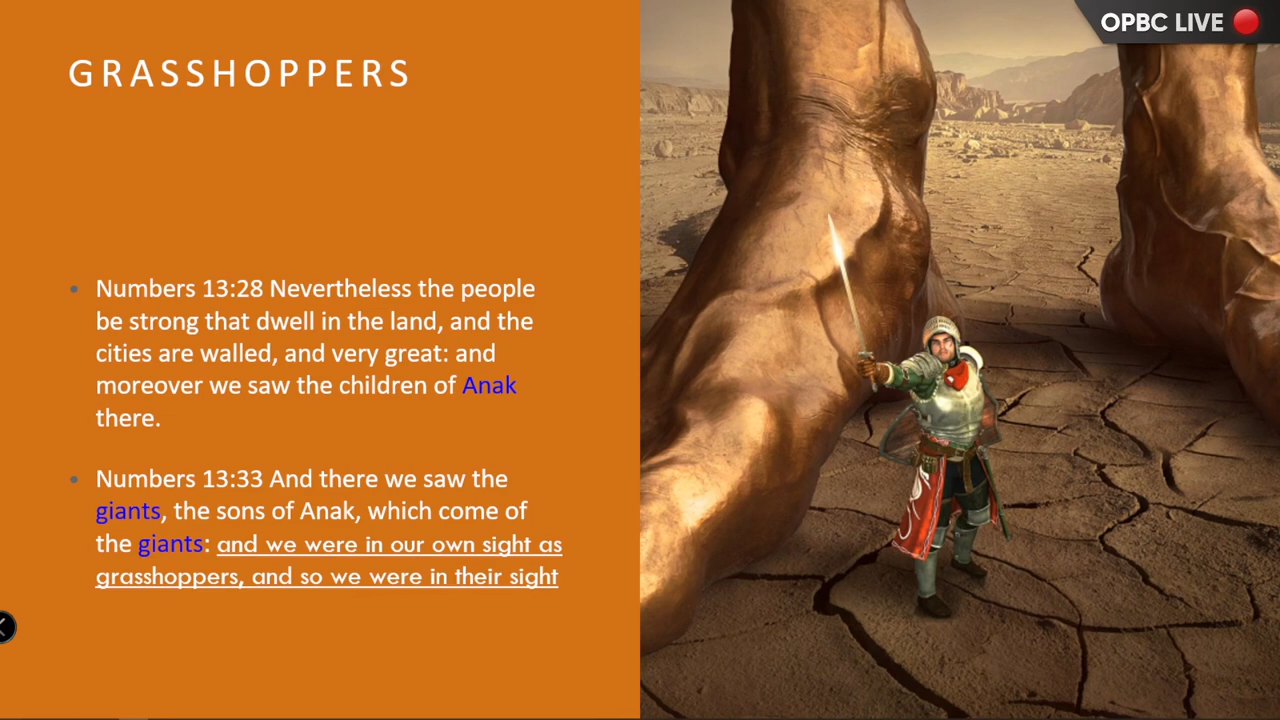 OPBC LIVE
GRASSHOPPERS
• Numbers 13:28 Nevertheless the people
be strong that dwell in the land, and the
cities are walled, and very great: and
moreover we saw the children of Anak
there.
• Numbers 13:33 And there we saw the
giants, the sons of Anak, which come of
the giants: and we were in our own sight as
grasshoppers, and so we were in their sight